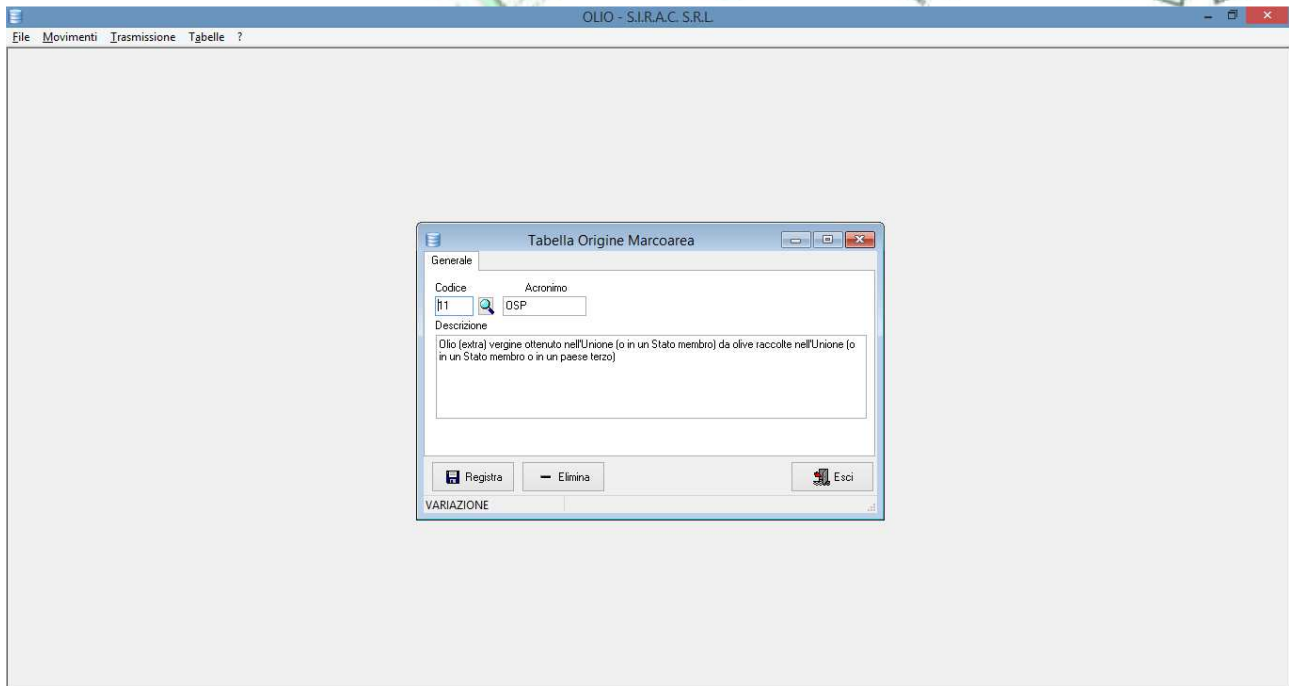 OLIO - S.I.R.A.C. S.R.L.
File Movimenti Trasmissione Tabelle ?
Tabella Origine Marcoarea
Generale
Codice Acronimo
11 OSP
Descrizione
Olio (extra) vergine ottenuto nell'Unione (o in un Stato membro) da olive raccolte nell'Unione (o
in un Stato membro o in un paese terzo)
Registra Elimina Esci
VARIAZIONE